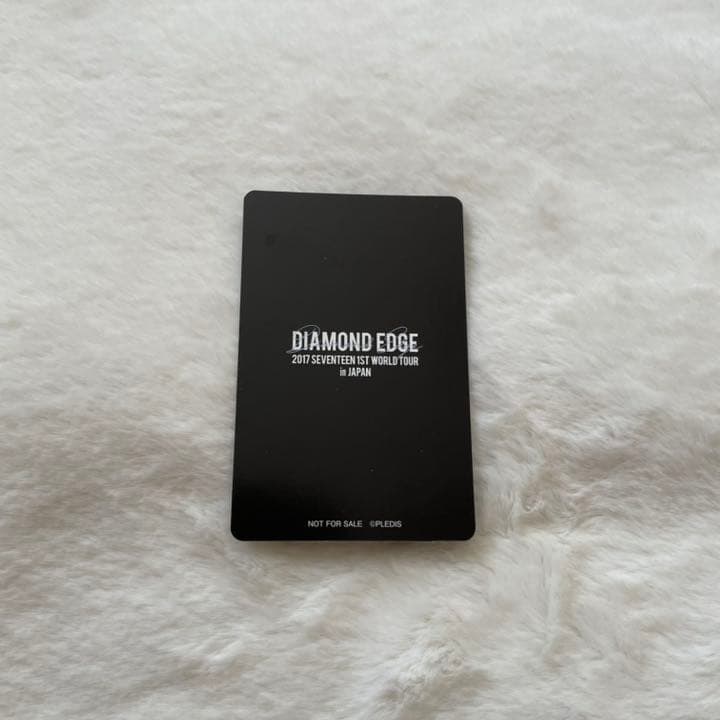 DIAMOND EDGE
2017 SEVENTEEN 1ST WORLD TOUR
in JAPAN
NOT FOR SALE ©PLEDIS